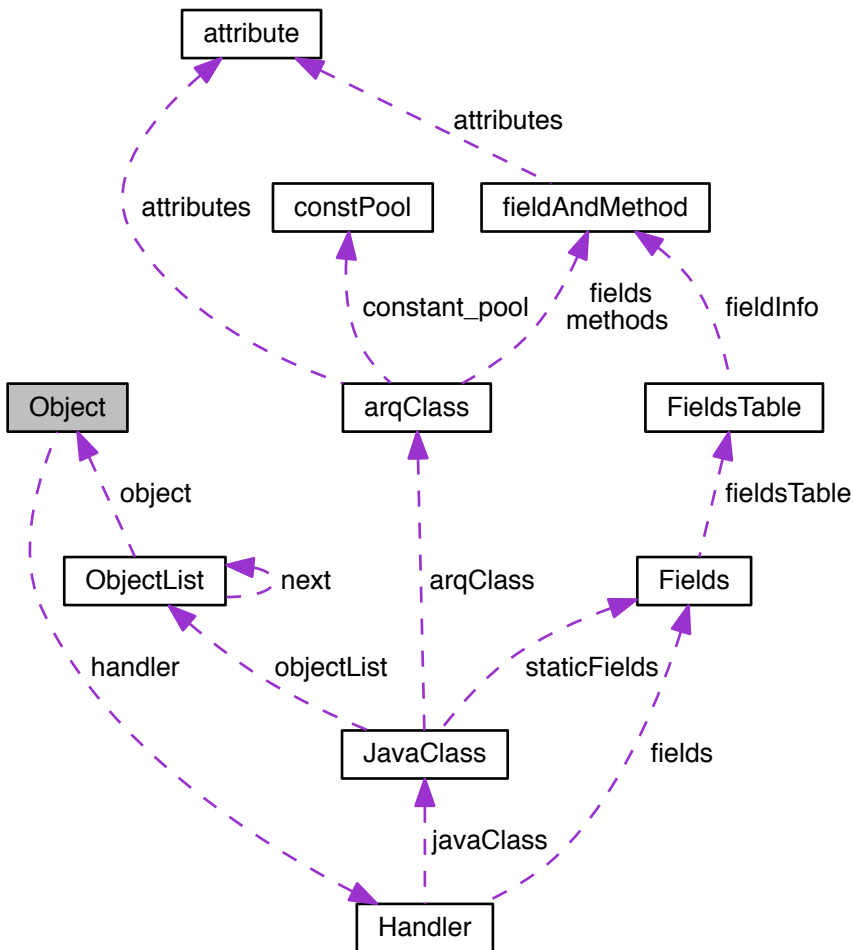 attribute
attributes
attributes
constPool
fieldAndMethod
constant_pool
fields
methods
fieldInfo
Object
arqClass
FieldsTable
object
fieldsTable
ObjectList
next
arqClass
Fields
handler
objectList
staticFields
JavaClass
fields
javaClass
Handler